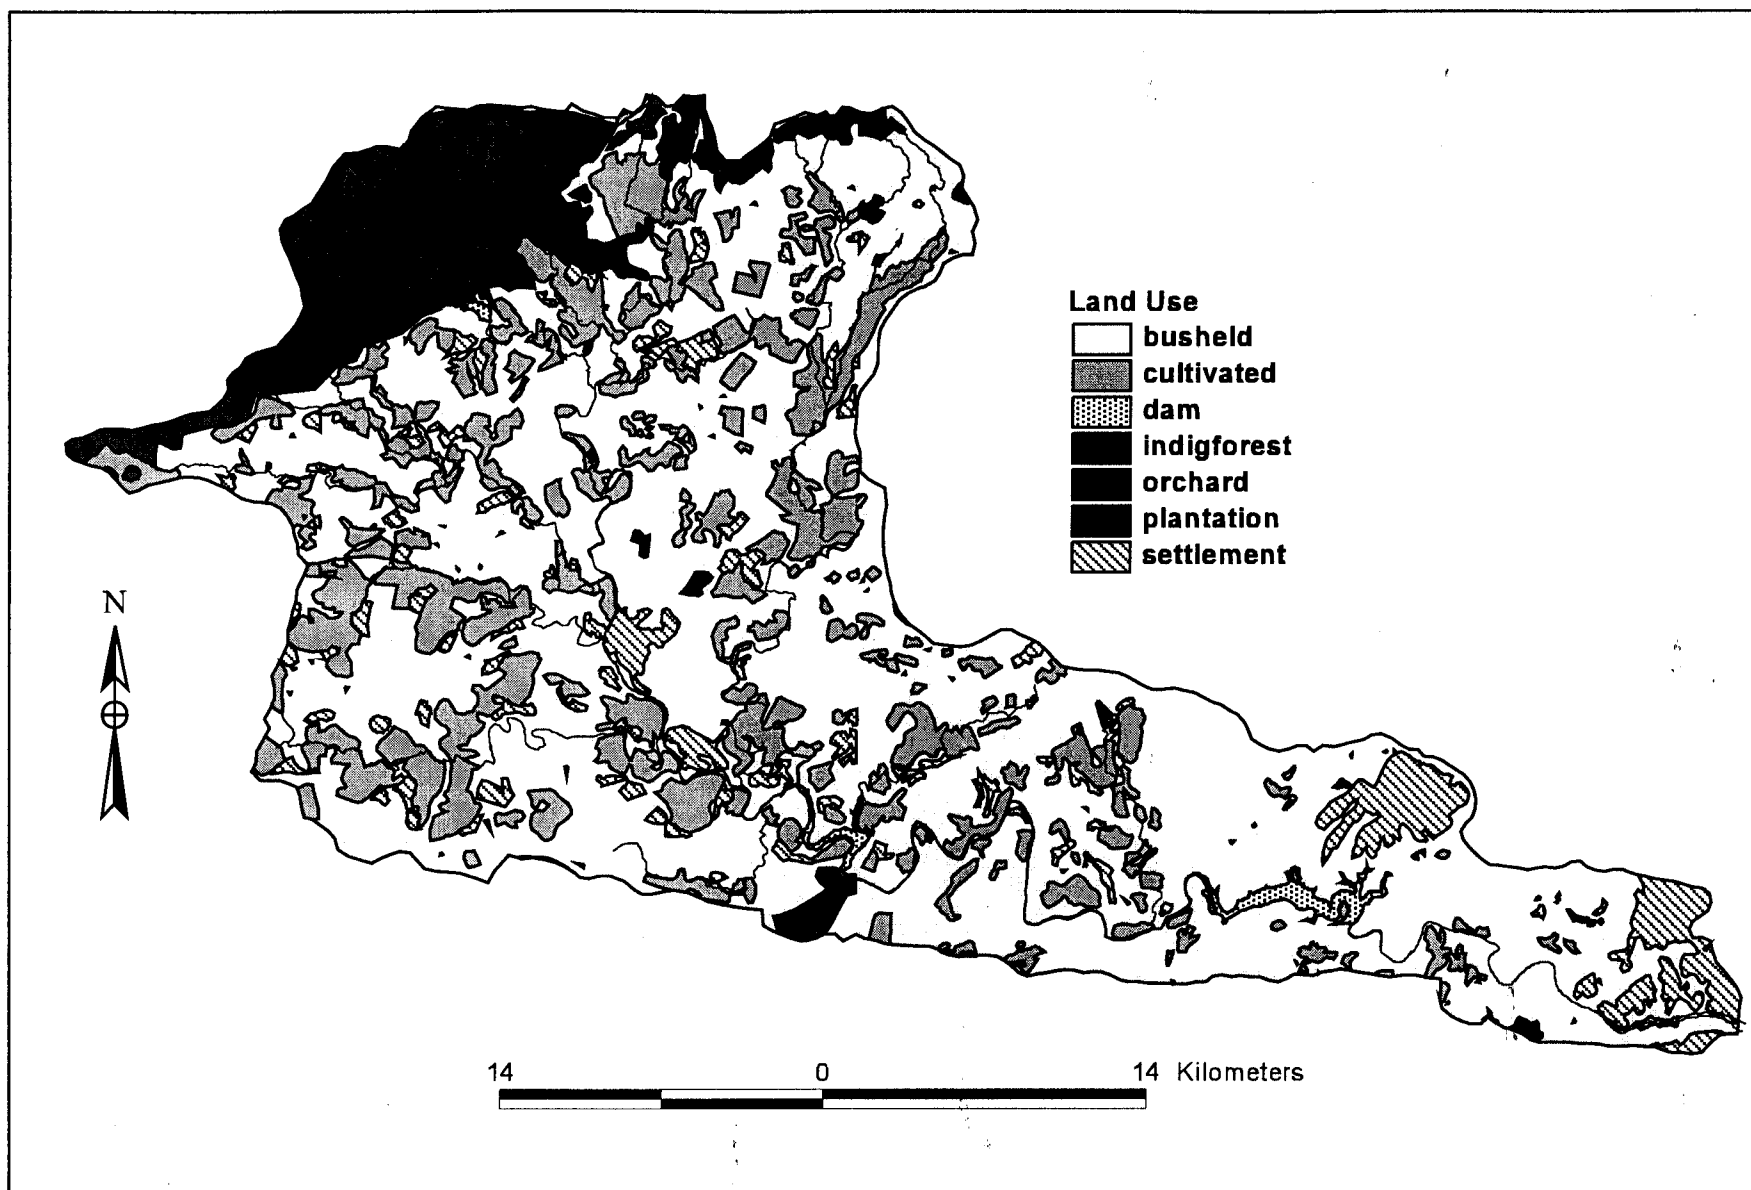 Land Use
busheld
cultivated
dam
indigforest
orchard
plantation
settlement
N
14 0 14 Kilometers